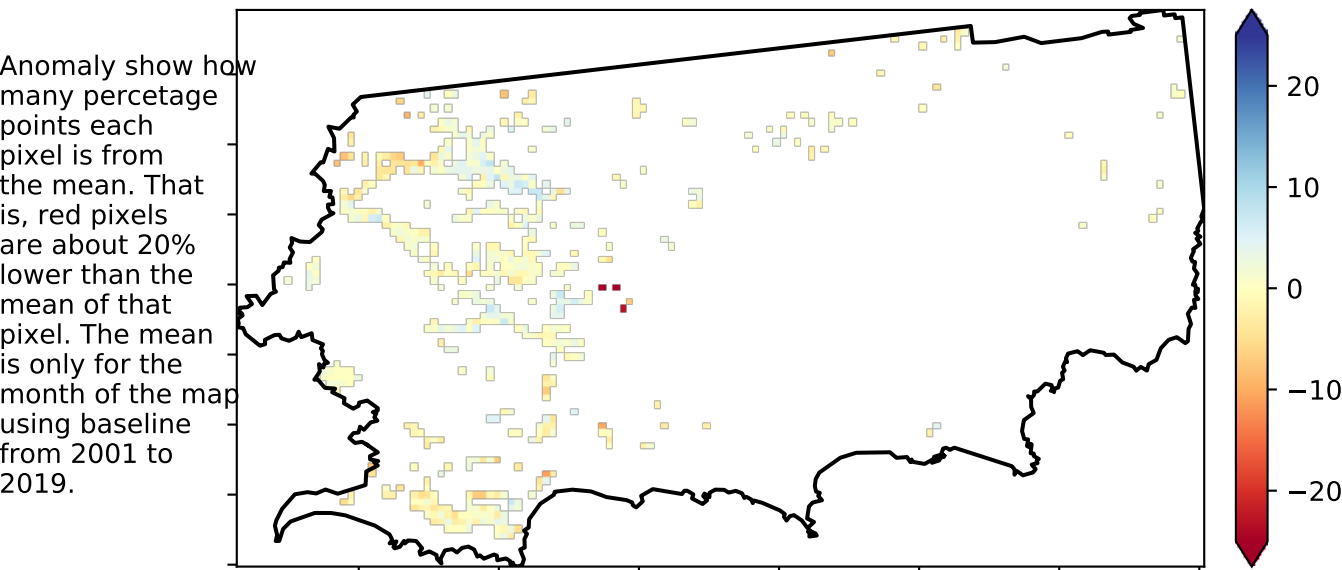 Anomaly show how
many percetage
points each
pixel is from
the mean. That
is, red pixels
are about 20%
lower than the
mean of that
pixel. The mean
is only for the
month of the map
using baseline
from 2001 to
2019.
20
10
0
−10
−20